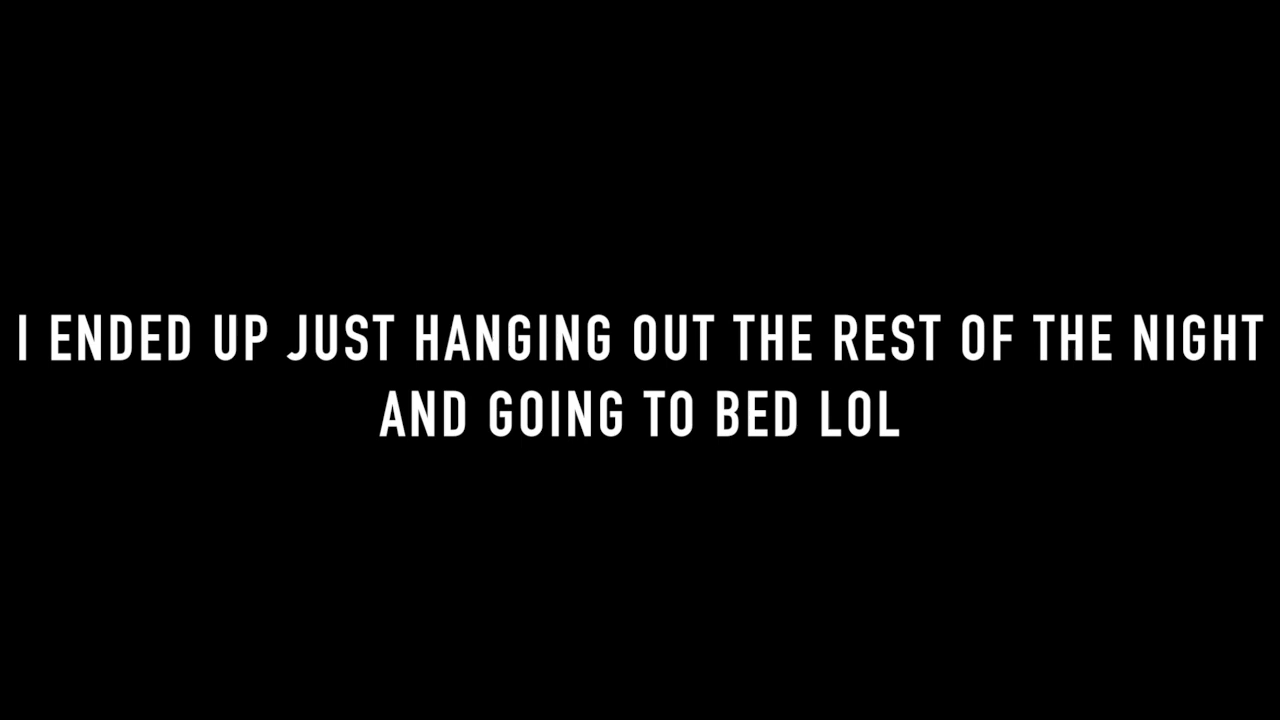 I ENDED UP JUST HANGING OUT THE REST OF THE NIGHT
AND GOING TO BED LOL